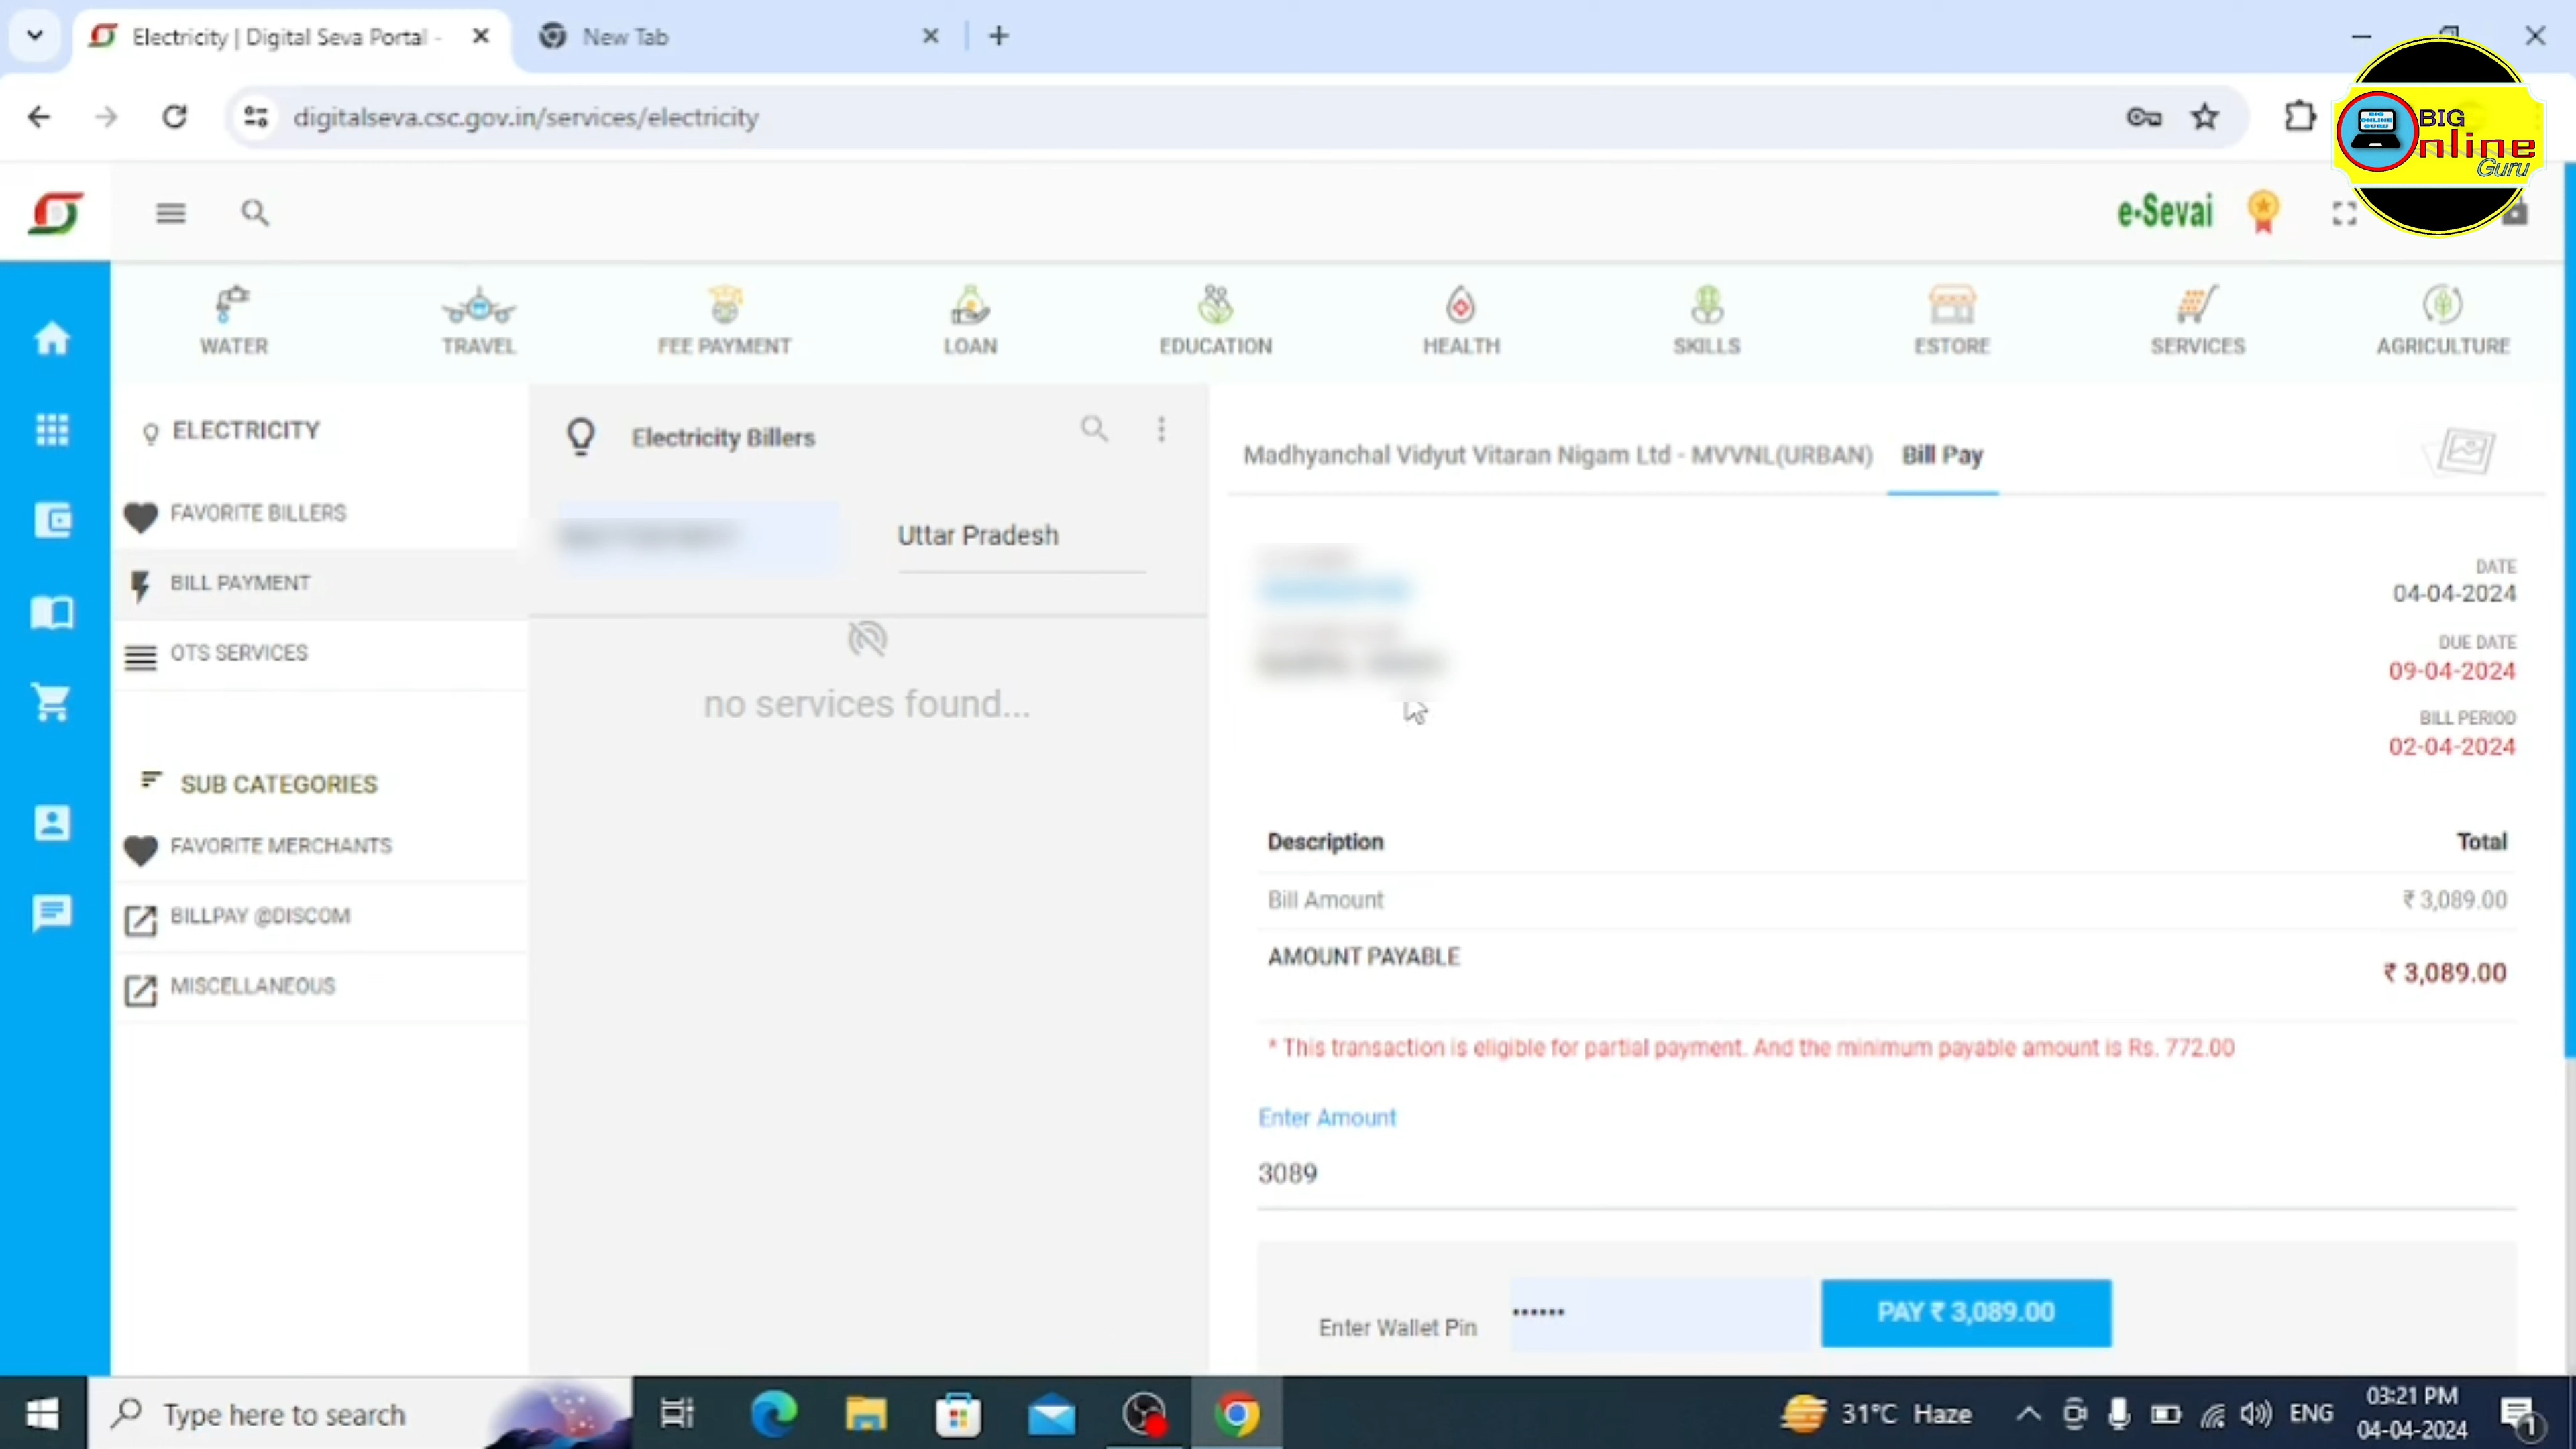 Electricity | Digital Seva Portal -
New Tab
digitalseva.csc.gov.in/services/electricity
BIG
Online
Guru
e-Sevai
WATER
TRAVEL
FEE PAYMENT
LOAN
EDUCATION
HEALTH
SKILLS
ESTORE
SERVICES
AGRICULTURE
ELECTRICITY
FAVORITE BILLERS
BILL PAYMENT
OTS SERVICES
SUB CATEGORIES
FAVORITE MERCHANTS
BILLPAY @DISCOM
MISCELLANEOUS
Electricity Billers
Uttar Pradesh
no services found...
Madhyanchal Vidyut Vitaran Nigam Ltd - MVVNL(URBAN) Bill Pay
DATE
04-04-2024
DUE DATE
09-04-2024
BILL PERIOD
02-04-2024
Description Total
Bill Amount ₹ 3,089.00
AMOUNT PAYABLE ₹ 3,089.00
* This transaction is eligible for partial payment. And the minimum payable amount is Rs. 772.00
Enter Amount
3089
Enter Wallet Pin •••••• PAY ₹ 3,089.00
Type here to search
31°C Haze
ENG
03:21 PM
04-04-2024
1